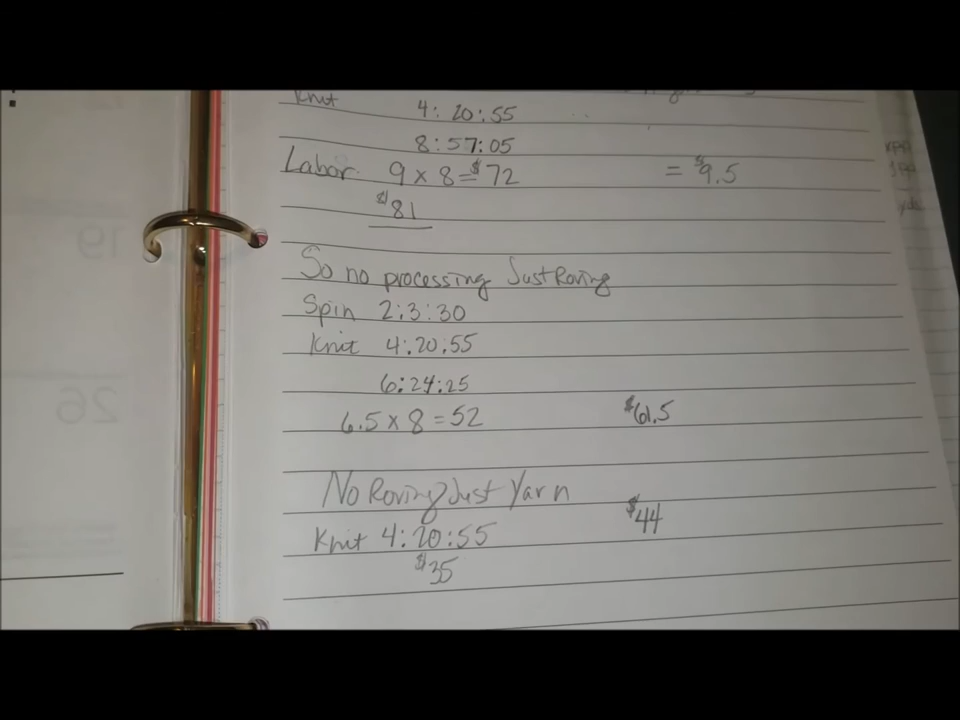 Knit 4:20:55
8:57:05
Labor 9 x 8 = $72 = $9.5
$81
So no processing Just Roving
Spin 2:3:30
Knit 4:20:55
6:24:25
6.5 x 8 = 52 $61.5
No Roving Just Yarn
$44
Knit 4:20:55
$35
19
26